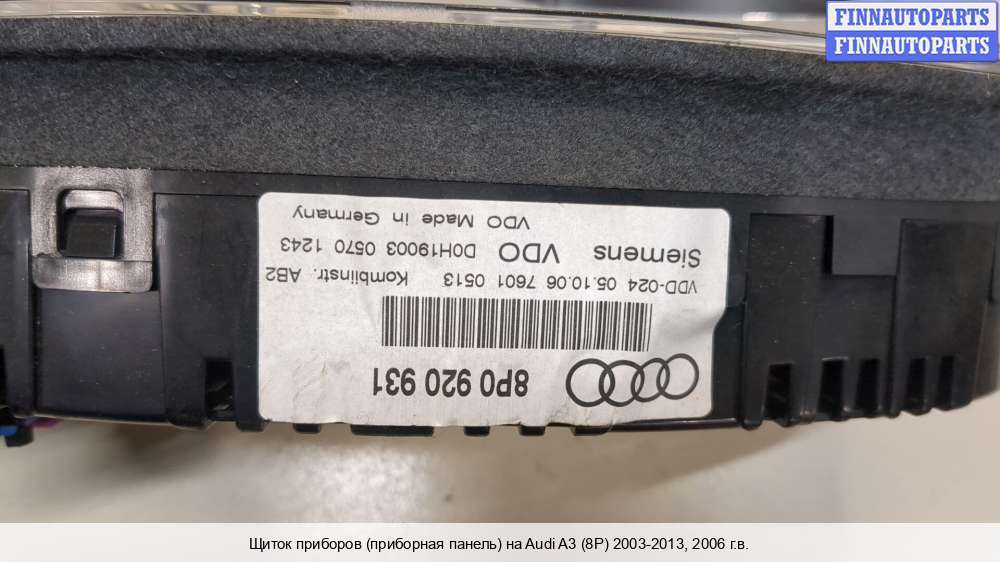 FINNAUTOPARTS
FINNAUTOPARTS
8P0 920 931
VDD-024 05.10.06 7601 0513 Kombiinstr. AB2
Siemens VDO D0H19003 0570 1243
VDO Made in Germany
Щиток приборов (приборная панель) на Audi A3 (8P) 2003-2013, 2006 г.в.